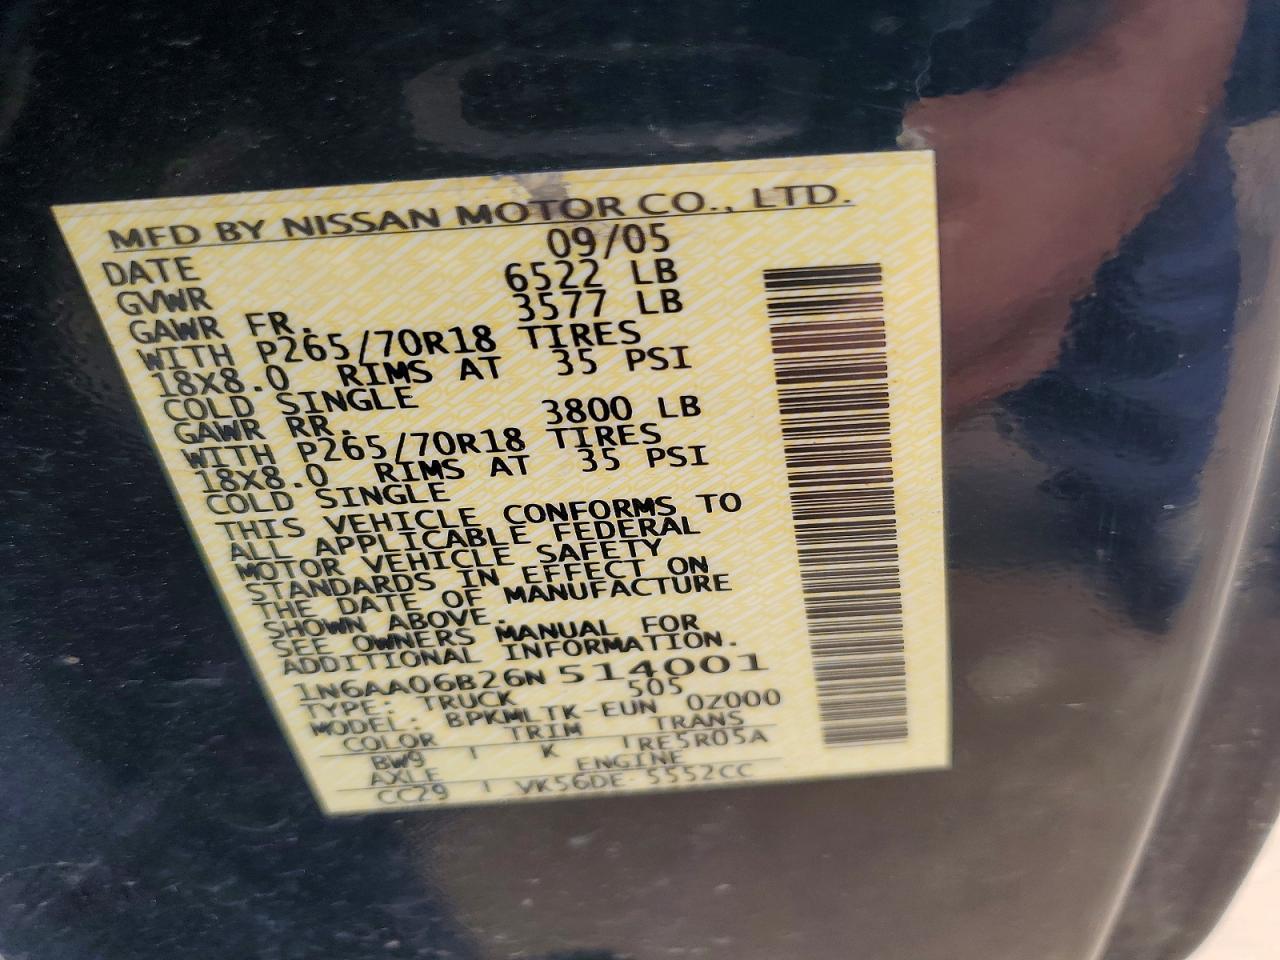 MFD BY NISSAN MOTOR CO., LTD.
DATE 09/05
GVWR 6522 LB
GAWR FR. 3577 LB
WITH P265/70R18 TIRES
18X8.0 RIMS AT 35 PSI
COLD SINGLE
GAWR RR. 3800 LB
WITH P265/70R18 TIRES
18X8.0 RIMS AT 35 PSI
COLD SINGLE
THIS VEHICLE CONFORMS TO
ALL APPLICABLE FEDERAL
MOTOR VEHICLE SAFETY
STANDARDS IN EFFECT ON
THE DATE OF MANUFACTURE
SHOWN ABOVE.
SEE OWNERS MANUAL FOR
ADDITIONAL INFORMATION.
1N6AA06B26N514001
TYPE: TRUCK 505
MODEL: BPKMLTK-EUN 0Z000
COLOR TRIM TRANS
BW9 K RE5R05A
AXLE ENGINE
CC29 VK56DE 5552CC